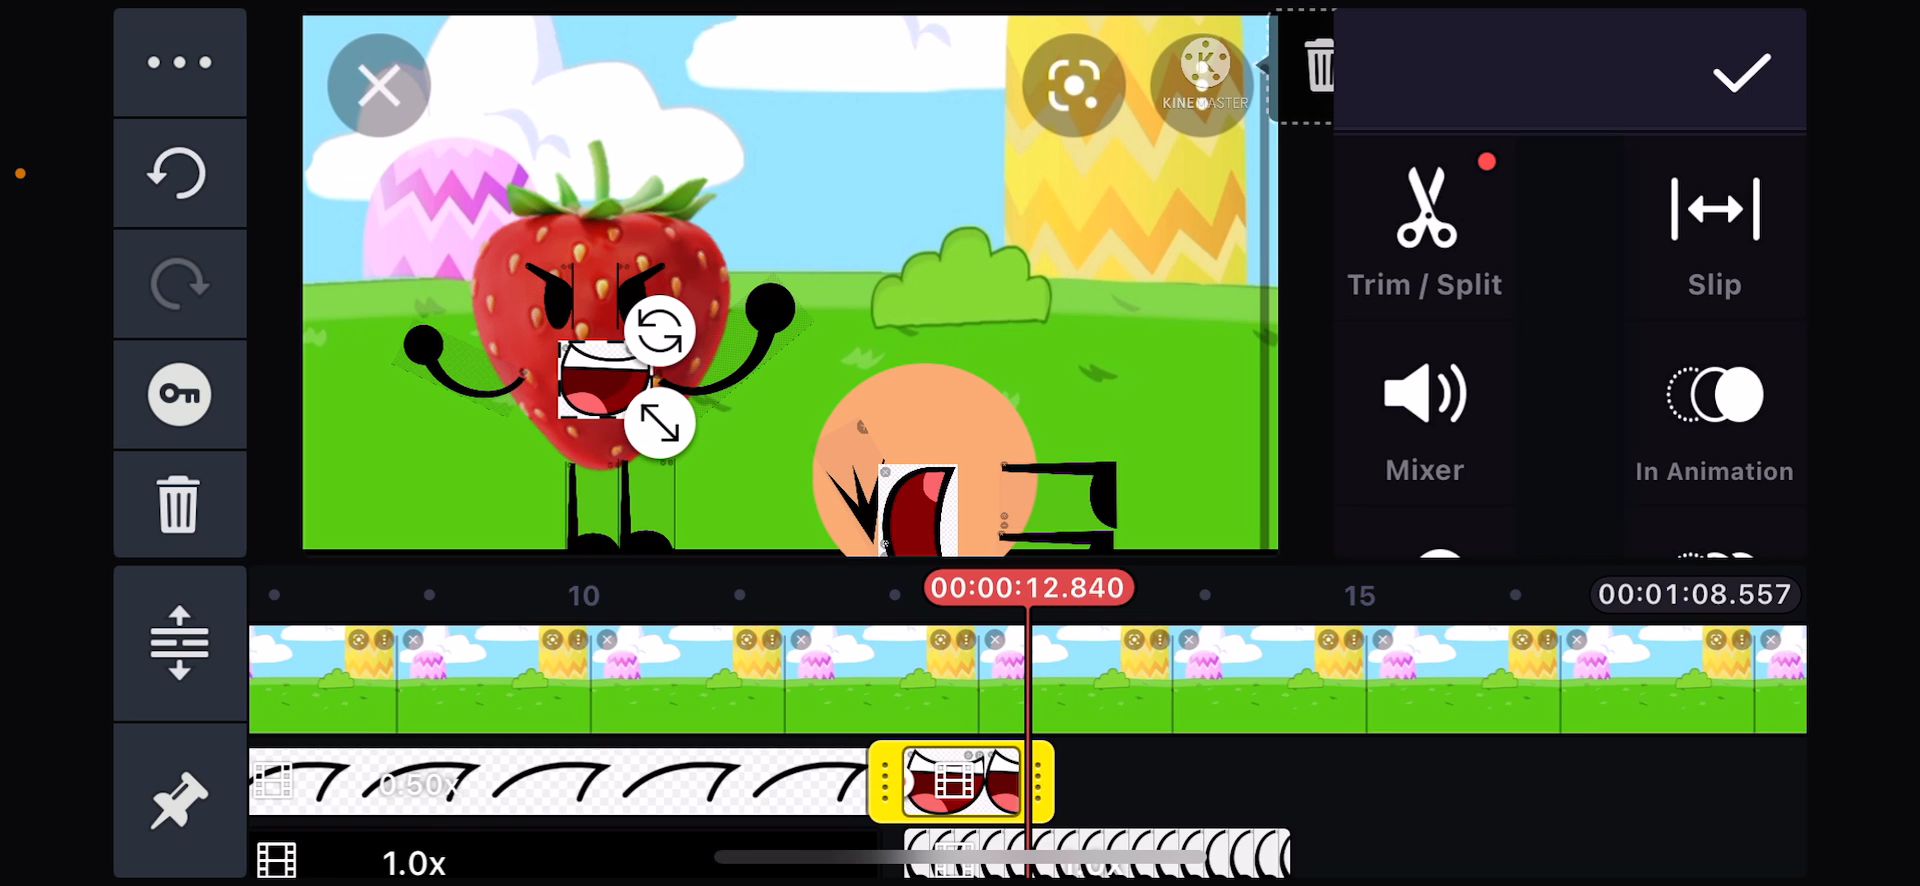 K
KINEMASTER
Trim / Split
Slip
Mixer
In Animation
10
00:00:12.840
15
00:01:08.557
0.50x
1.0x